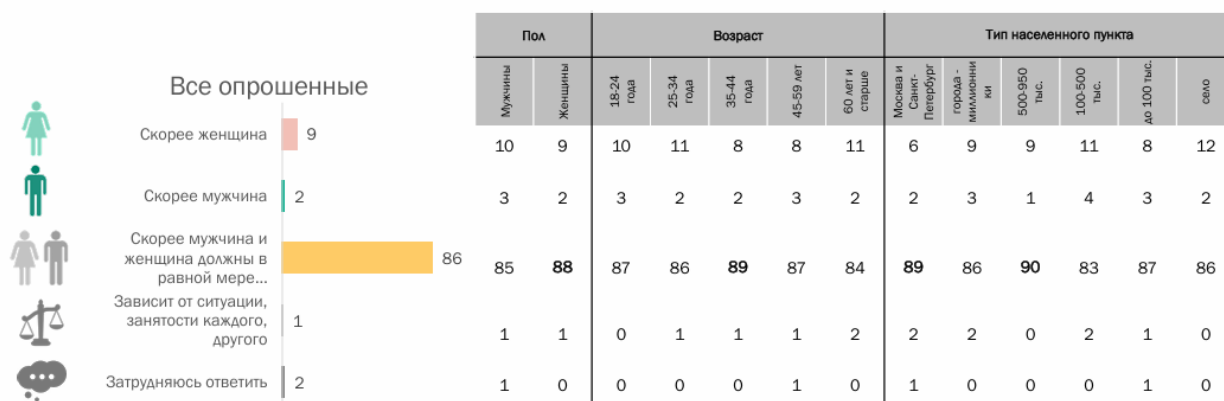 Пол Возраст Тип населенного пункта
Все опрошенные
Мужчины Женщины 18-24 года 25-34 года 35-44 года 45-59 лет 60 лет и старше Москва и Санкт-Петербург города - миллионники 500-950 тыс. 100-500 тыс. до 100 тыс. село
Скорее женщина 9
10 9 10 11 8 8 11 6 9 9 11 8 12
Скорее мужчина 2
3 2 3 2 2 3 2 2 3 1 4 3 2
Скорее мужчина и
женщина должны в
равной мере...
86
85 88 87 86 89 87 84 89 86 90 83 87 86
Зависит от ситуации,
занятости каждого,
другого
1
1 1 0 1 1 1 2 2 2 0 2 1 0
Затрудняюсь ответить 2
1 0 0 0 0 1 0 1 0 0 0 1 0